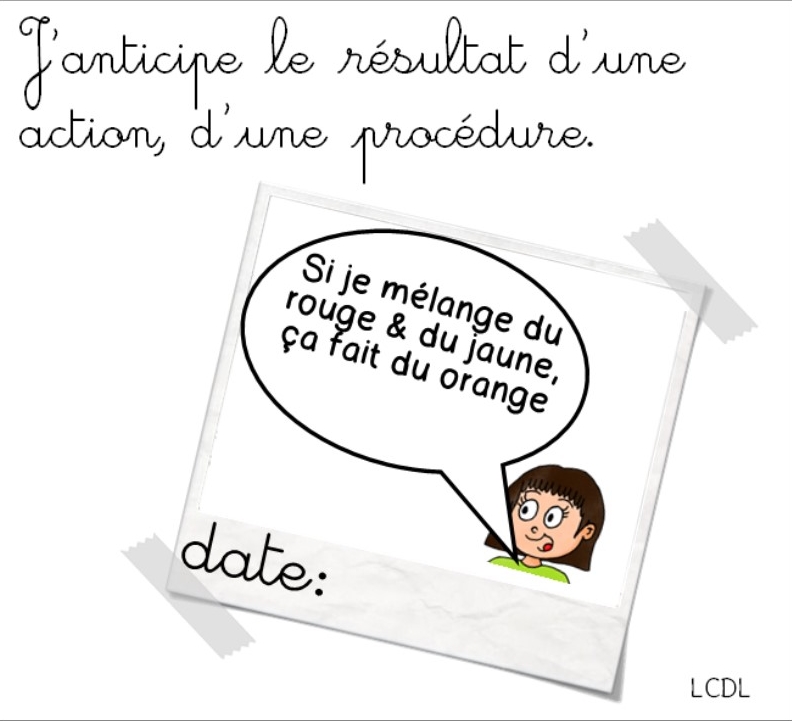 J'anticipe le résultat d'une
action, d'une procédure.
Si je mélange du
rouge & du jaune,
ça fait du orange
date:
LCDL